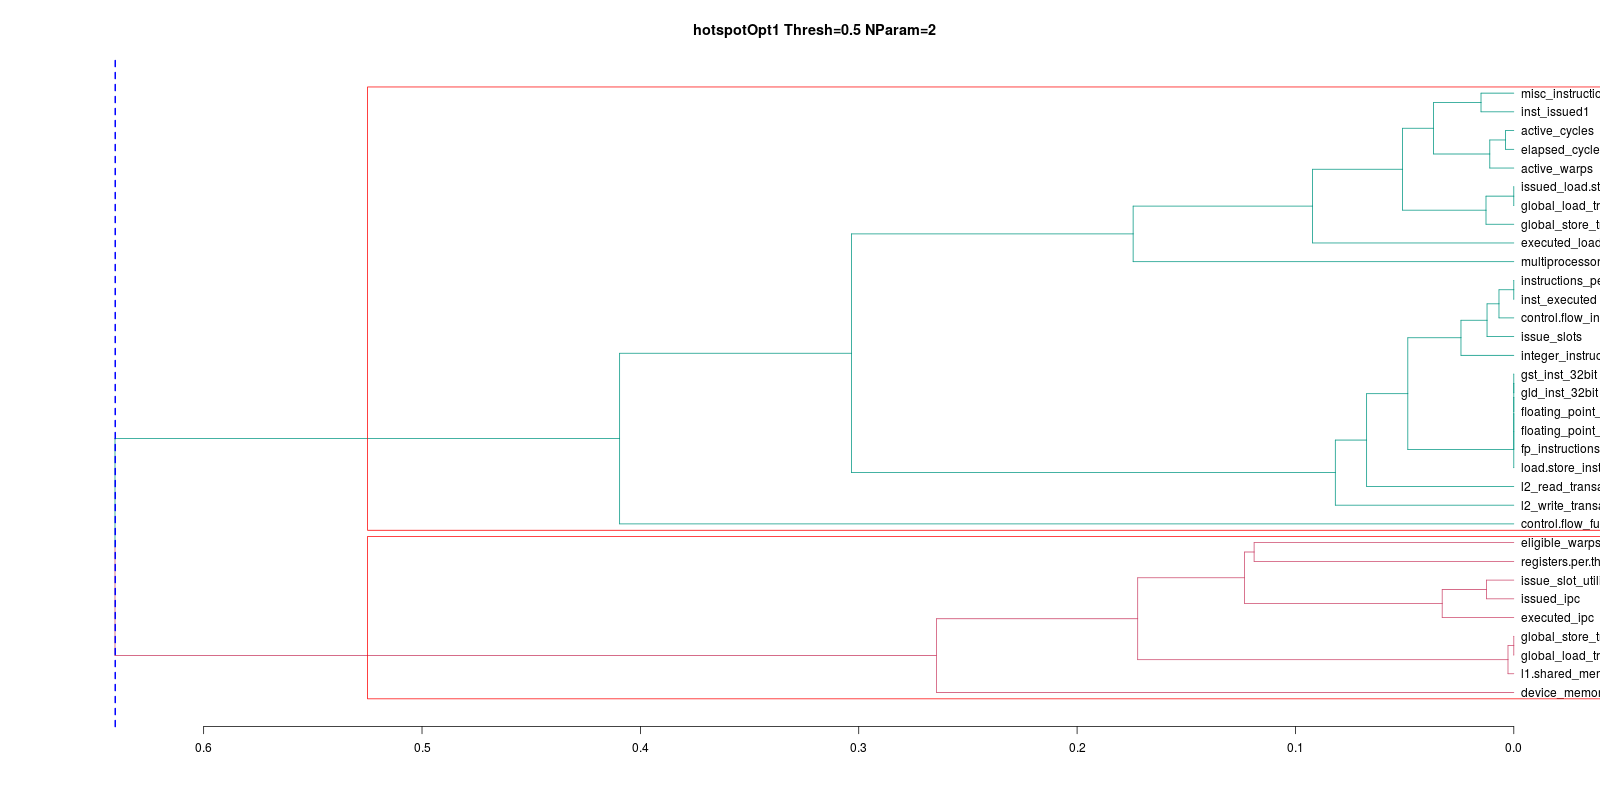 hotspotOpt1 Thresh=0.5 NParam=2
misc_instructio
inst_issued1
active_cycles
elapsed_cycle
active_warps
issued_load.st
global_load_tr
global_store_t
executed_load
multiprocessor
instructions_pe
inst_executed
control.flow_in
issue_slots
integer_instruc
gst_inst_32bit
gld_inst_32bit
floating_point_
floating_point_
fp_instructions
load.store_inst
l2_read_transa
l2_write_transa
control.flow_fu
eligible_warps
registers.per.th
issue_slot_utili
issued_ipc
executed_ipc
global_store_t
global_load_tr
l1.shared_mem
device_memor
0.6 0.5 0.4 0.3 0.2 0.1 0.0